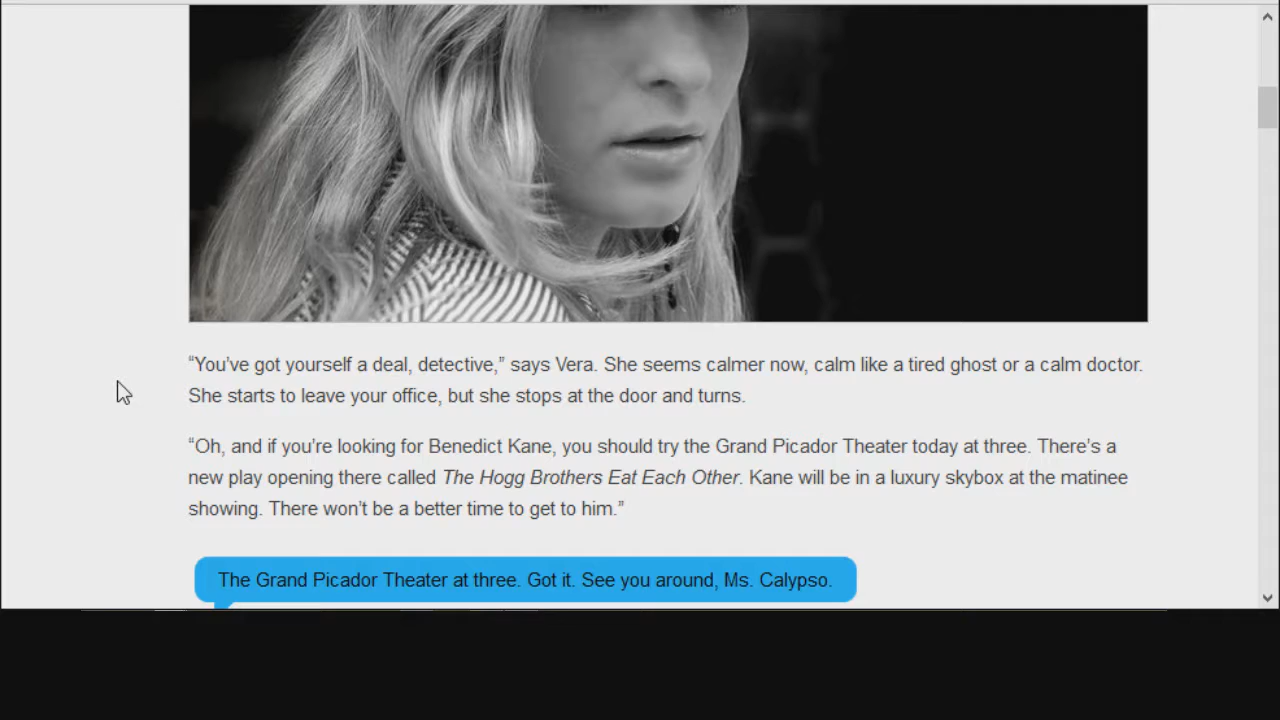 “You’ve got yourself a deal, detective,” says Vera. She seems calmer now, calm like a tired ghost or a calm doctor.
She starts to leave your office, but she stops at the door and turns.
“Oh, and if you’re looking for Benedict Kane, you should try the Grand Picador Theater today at three. There’s a
new play opening there called The Hogg Brothers Eat Each Other. Kane will be in a luxury skybox at the matinee
showing. There won’t be a better time to get to him.”
The Grand Picador Theater at three. Got it. See you around, Ms. Calypso.